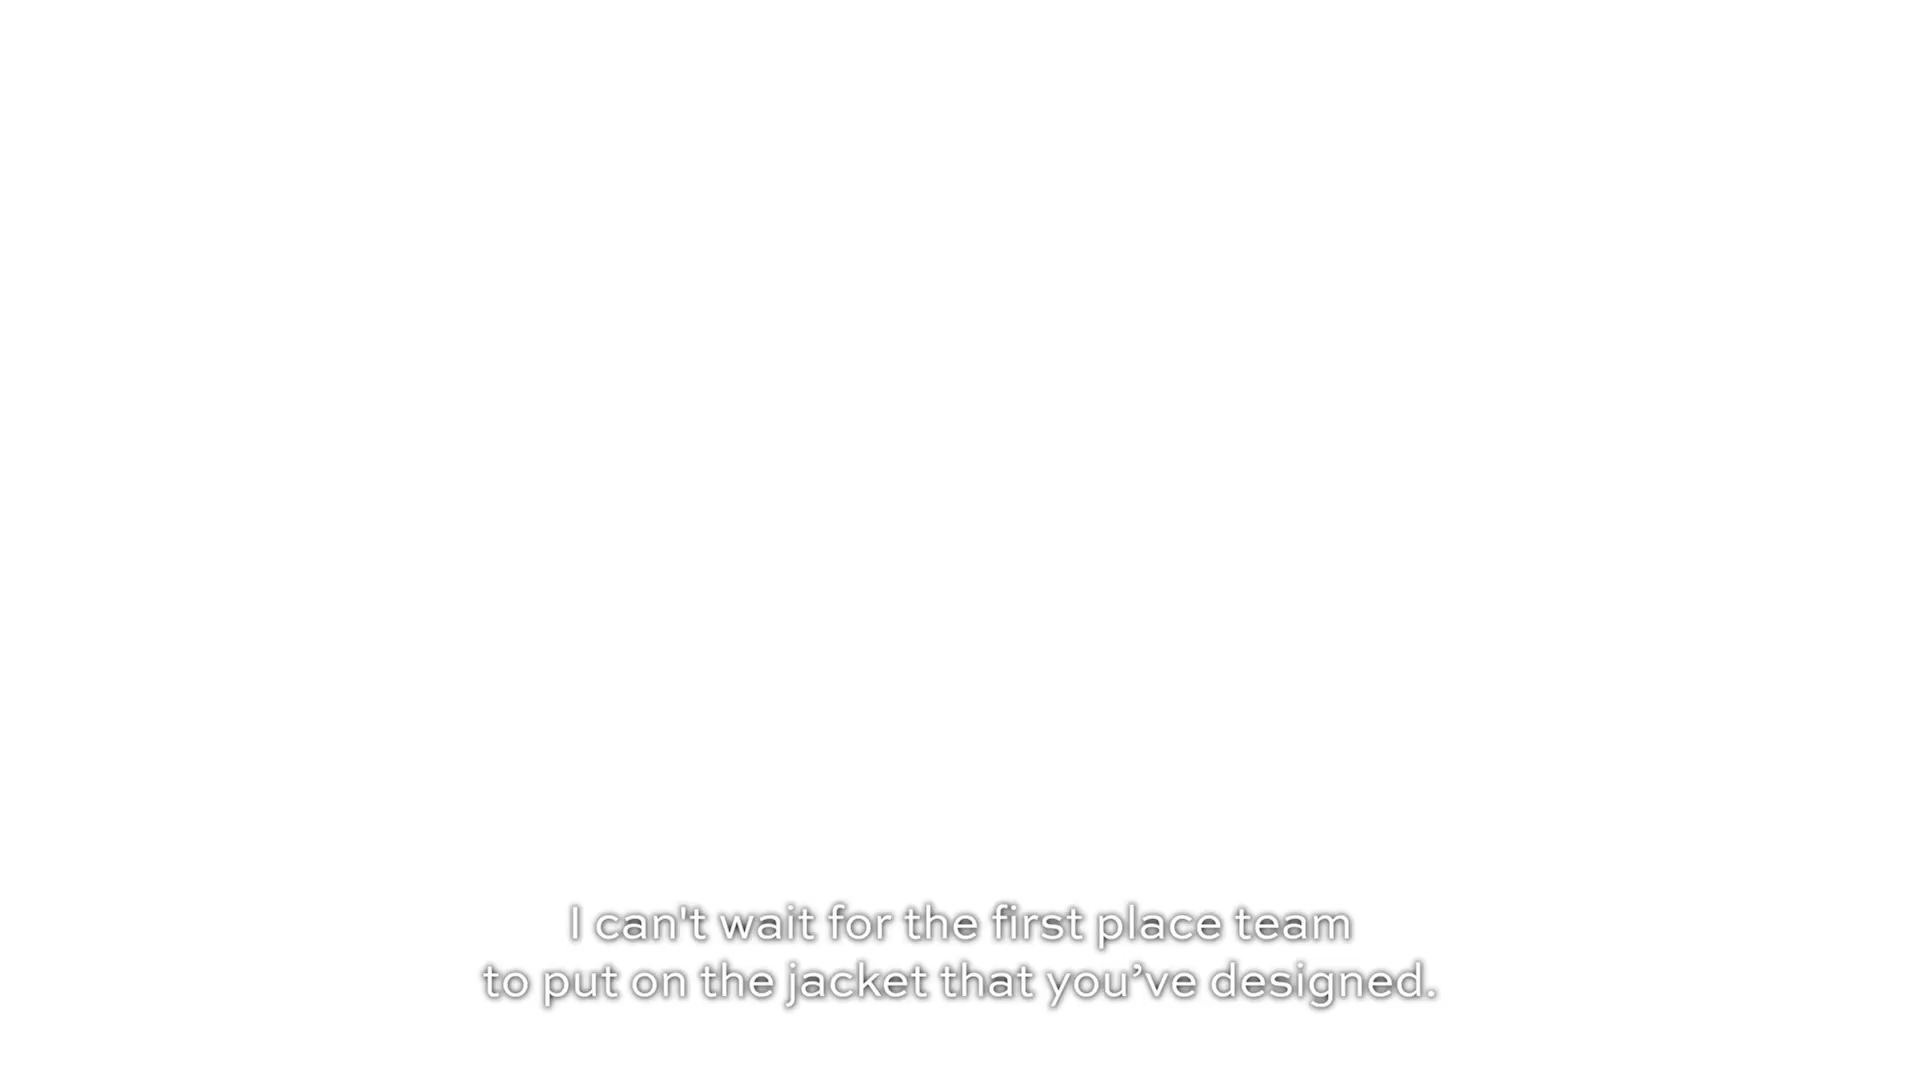 I can't wait for the first place team
to put on the jacket that you’ve designed.